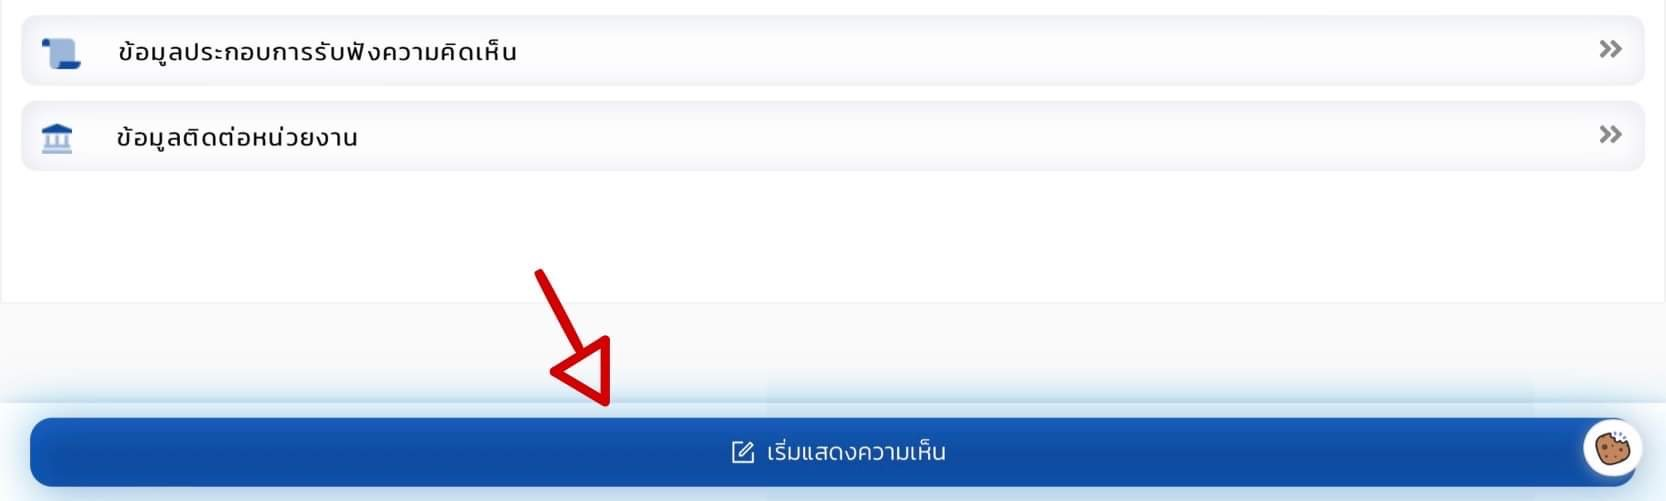 ข้อมูลประกอบการรับฟังความคิดเห็น
ข้อมูลติดต่อหน่วยงาน
เริ่มแสดงความเห็น